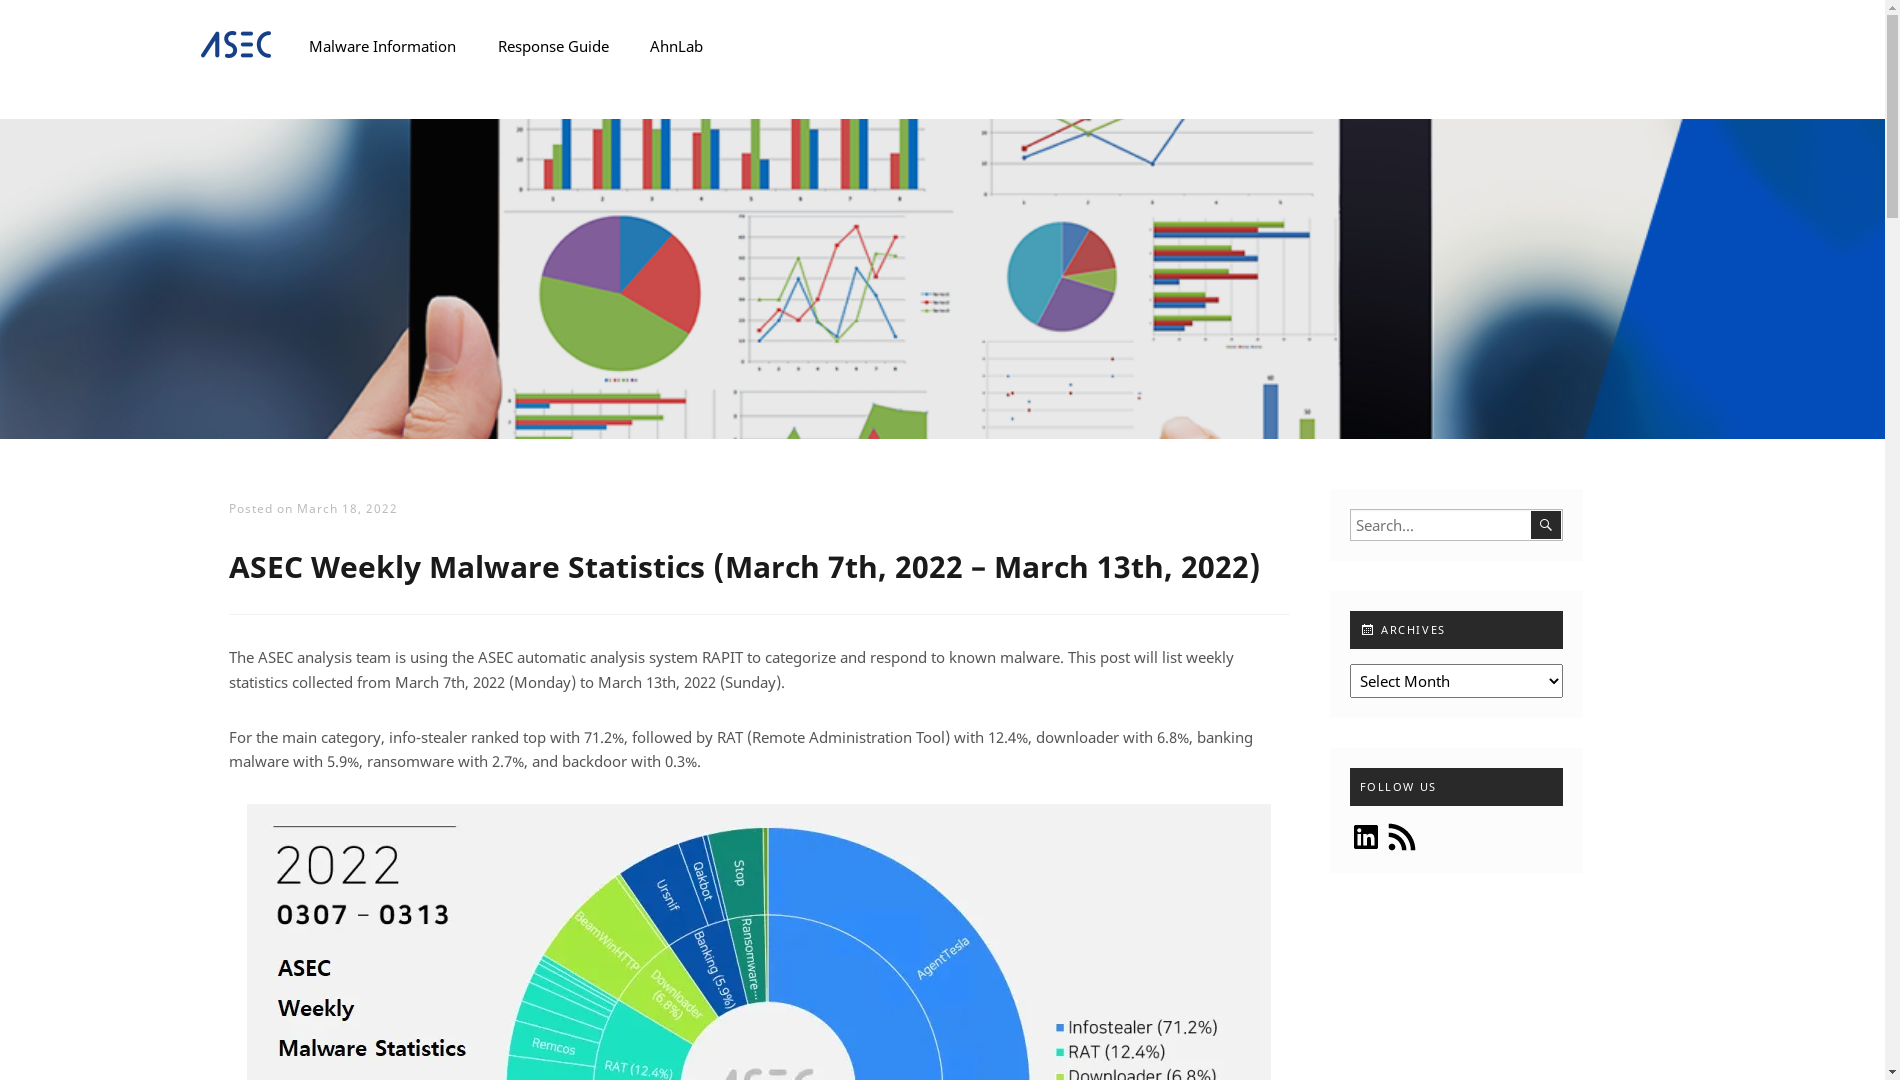 ASEC
Malware Information
Response Guide
AhnLab
Posted on March 18, 2022
ASEC Weekly Malware Statistics (March 7th, 2022 – March 13th, 2022)
The ASEC analysis team is using the ASEC automatic analysis system RAPIT to categorize and respond to known malware. This post will list weekly
statistics collected from March 7th, 2022 (Monday) to March 13th, 2022 (Sunday).
For the main category, info-stealer ranked top with 71.2%, followed by RAT (Remote Administration Tool) with 12.4%, downloader with 6.8%, banking
malware with 5.9%, ransomware with 2.7%, and backdoor with 0.3%.
2022
0307 – 0313
ASEC
Weekly
Malware Statistics
Stop
Qakbot
Ursnif
BeamWinHTTP
Remcos
AgentTesla
Ransomware...
Banking (5.9%)
Downloader
(6.8%)
RAT (12.4%)
Infostealer (71.2%)
RAT (12.4%)
Downloader (6.8%)
Search...
ARCHIVES
Select Month
FOLLOW US